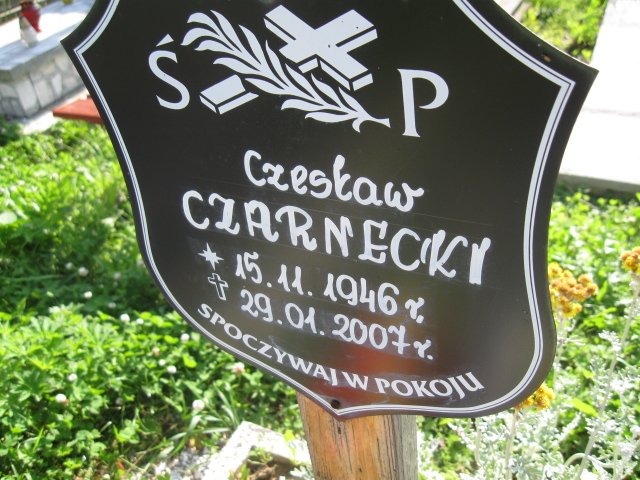 Ś P
Czesław
CZARNECKI
15.11.1946 r.
29.01.2007 r.
SPOCZYWAJ W POKOJU